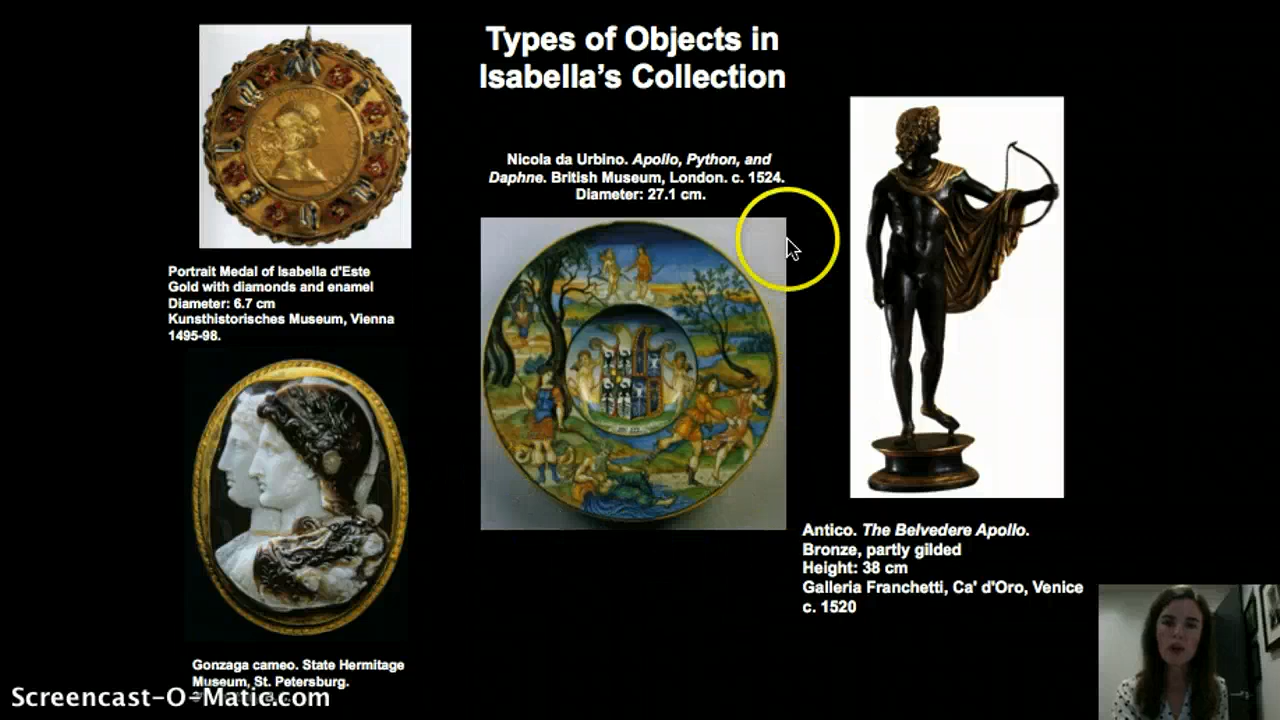 Types of Objects in
Isabella's Collection
Nicola da Urbino. Apollo, Python, and
Daphne. British Museum, London. c. 1524.
Diameter: 27.1 cm.
Portrait Medal of Isabella d'Este
Gold with diamonds and enamel
Diameter: 6.7 cm
Kunsthistorisches Museum, Vienna
1495-98.
Antico. The Belvedere Apollo.
Bronze, partly gilded
Height: 38 cm
Galleria Franchetti, Ca' d'Oro, Venice
c. 1520
Gonzaga cameo. State Hermitage
Museum, St. Petersburg.
Screencast-O-Matic.com